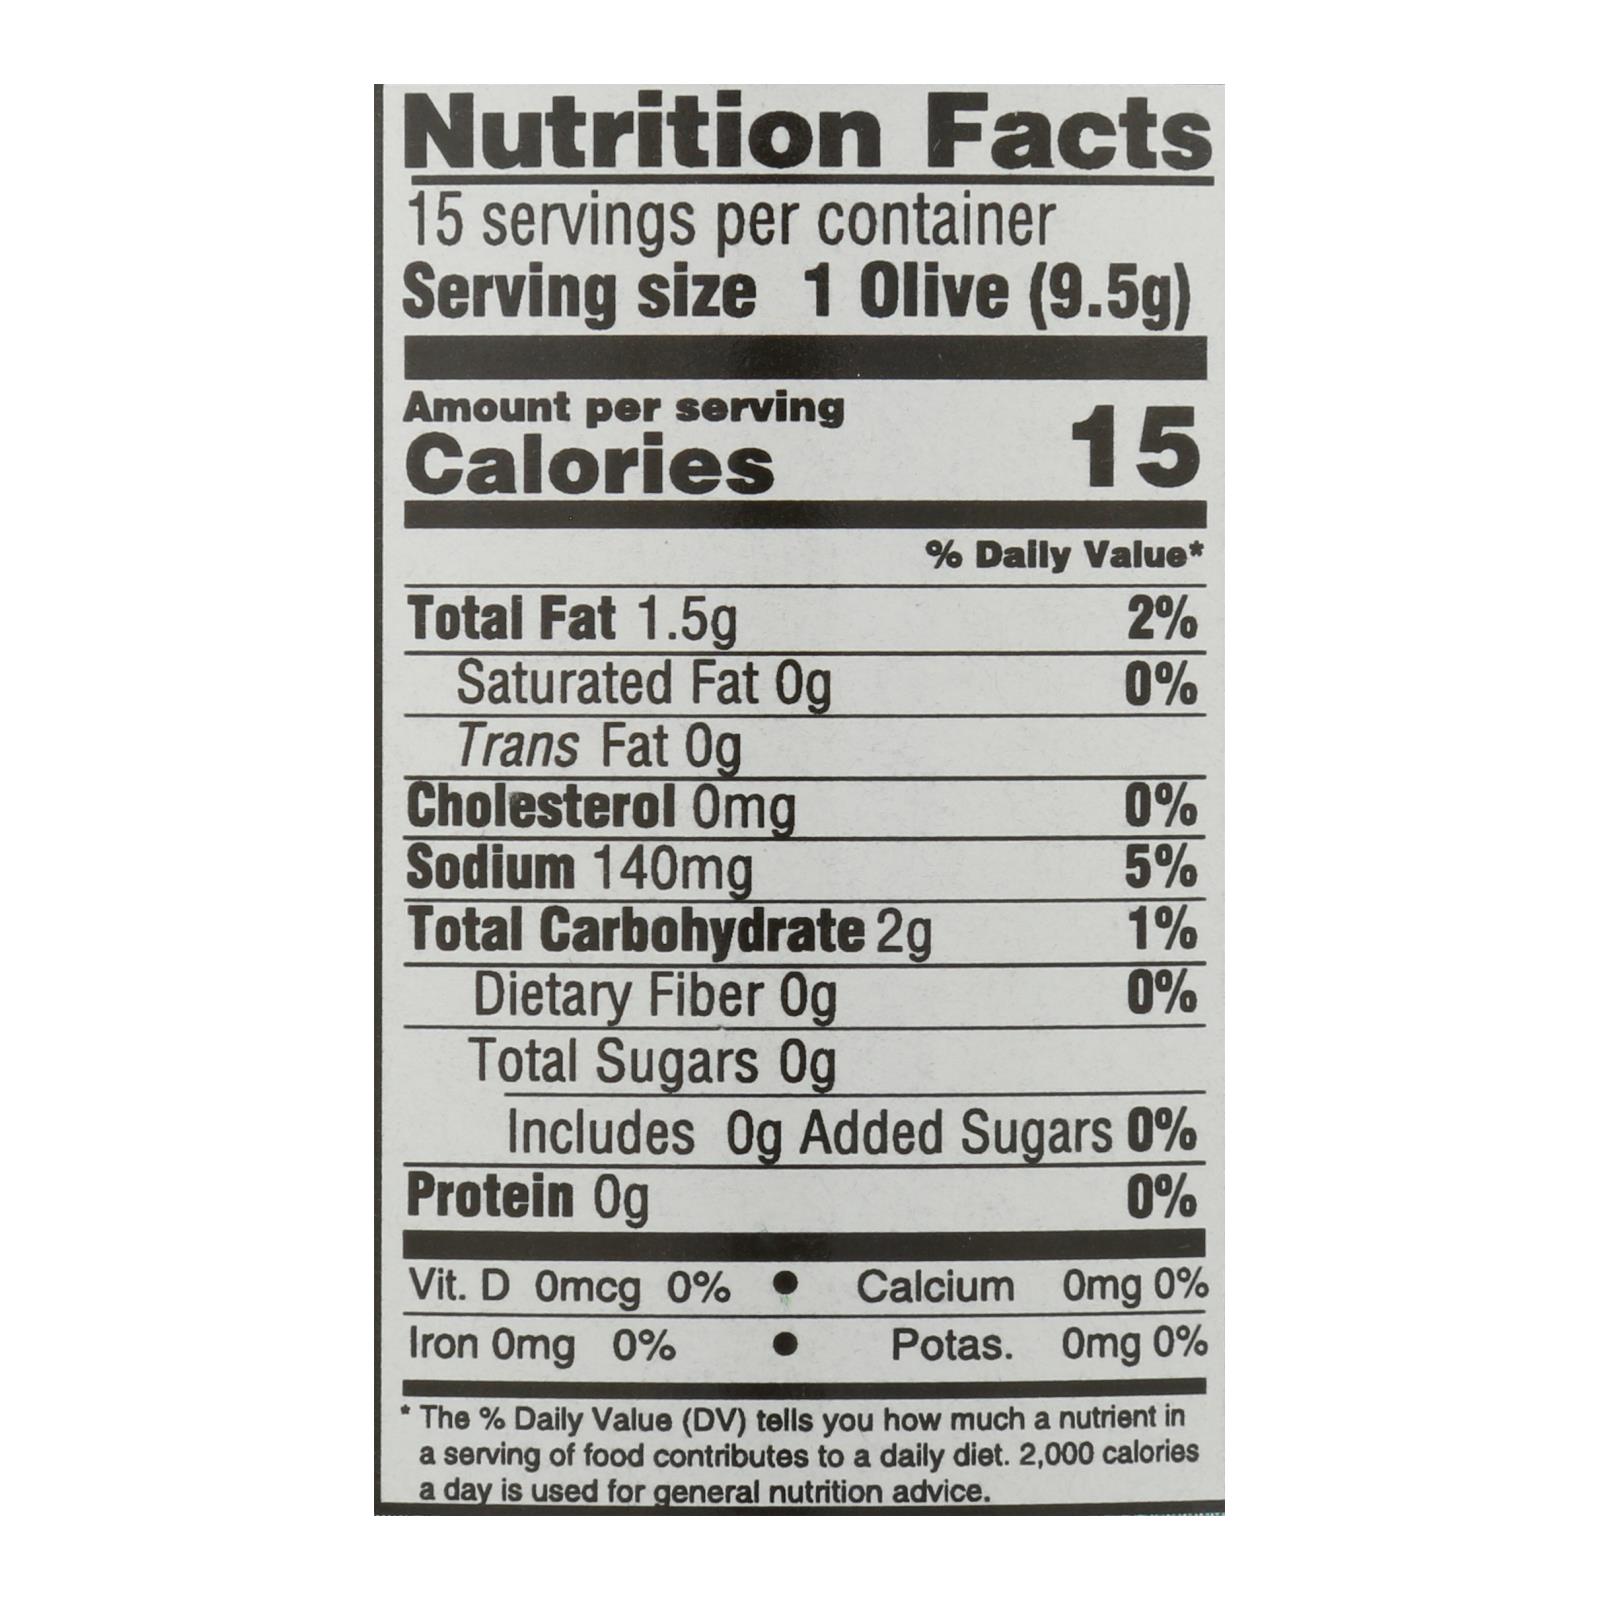 Nutrition Facts
15 servings per container
Serving size 1 Olive (9.5g)
Amount per serving
Calories 15
% Daily Value*
Total Fat 1.5g 2%
Saturated Fat 0g 0%
Trans Fat 0g
Cholesterol 0mg 0%
Sodium 140mg 5%
Total Carbohydrate 2g 1%
Dietary Fiber 0g 0%
Total Sugars 0g
Includes 0g Added Sugars 0%
Protein 0g 0%
Vit. D 0mcg 0% • Calcium 0mg 0%
Iron 0mg 0% • Potas. 0mg 0%
* The % Daily Value (DV) tells you how much a nutrient in
a serving of food contributes to a daily diet. 2,000 calories
a day is used for general nutrition advice.